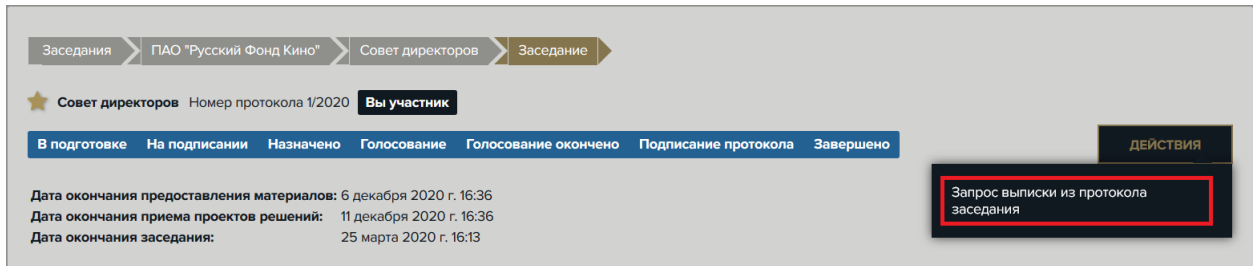 Заседания ПАО "Русский Фонд Кино" Совет директоров Заседание
Совет директоров Номер протокола 1/2020 Вы участник
В подготовке На подписании Назначено Голосование Голосование окончено Подписание протокола Завершено
ДЕЙСТВИЯ
Запрос выписки из протокола
заседания
Дата окончания предоставления материалов: 6 декабря 2020 г. 16:36
Дата окончания приема проектов решений: 11 декабря 2020 г. 16:36
Дата окончания заседания: 25 марта 2020 г. 16:13